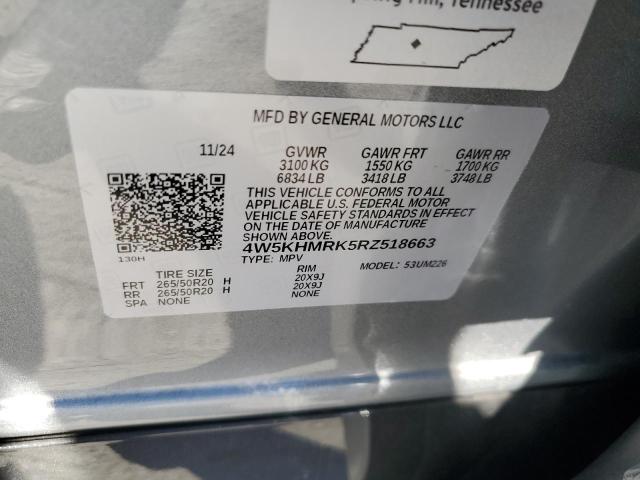 Hill, Tennessee
MFD BY GENERAL MOTORS LLC
11/24 GVWR GAWR FRT GAWR RR
3100 KG 1550 KG 1700 KG
6834 LB 3418 LB 3748 LB
THIS VEHICLE CONFORMS TO ALL
APPLICABLE U.S. FEDERAL MOTOR
VEHICLE SAFETY STANDARDS IN EFFECT
ON THE DATE OF MANUFACTURE
SHOWN ABOVE.
4W5KHMRK5RZ518663
130H
TYPE: MPV MODEL: 53UM226
TIRE SIZE RIM
FRT 265/50R20 H 20X9J
RR 265/50R20 H 20X9J
SPA NONE NONE